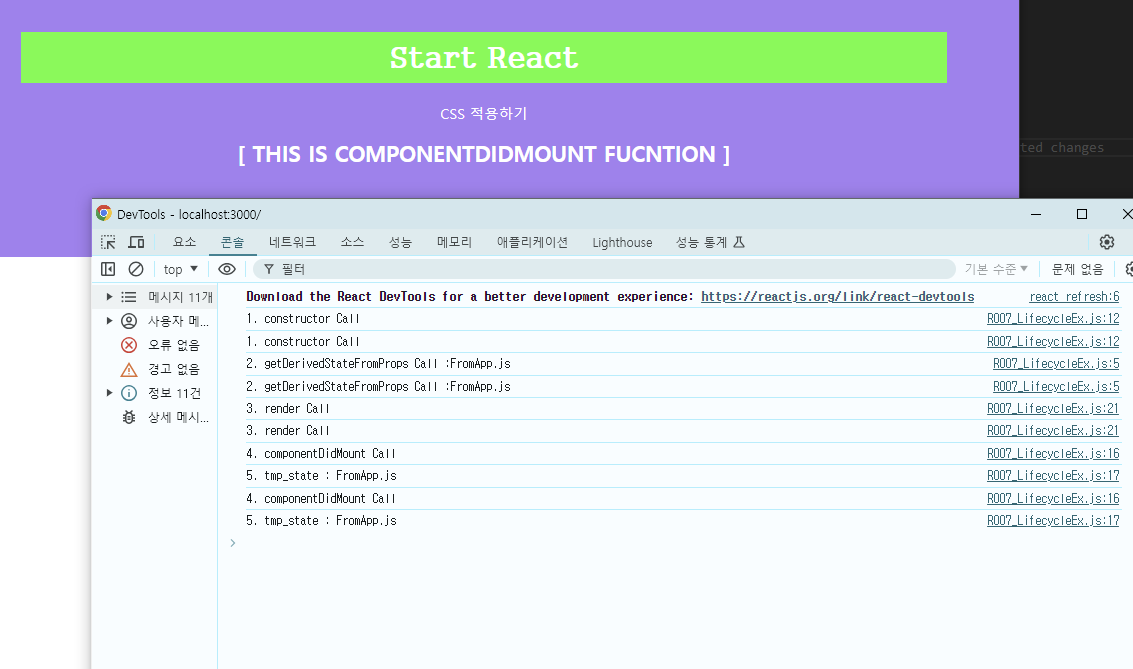 Start React
CSS 적용하기
[ THIS IS COMPONENTDIDMOUNT FUCNTION ]
ted changes
DevTools - localhost:3000/
요소 콘솔 네트워크 소스 성능 메모리 애플리케이션 Lighthouse 성능 통계
top ▼ 필터 기본 수준 ▼ 문제 없음
메시지 11개
사용자 메...
오류 없음
경고 없음
정보 11건
상세 메시...
Download the React DevTools for a better development experience: https://reactjs.org/link/react-devtools react refresh:6
1. constructor Call R007_LifecycleEx.js:12
1. constructor Call R007_LifecycleEx.js:12
2. getDerivedStateFromProps Call :FromApp.js R007_LifecycleEx.js:5
2. getDerivedStateFromProps Call :FromApp.js R007_LifecycleEx.js:5
3. render Call R007_LifecycleEx.js:21
3. render Call R007_LifecycleEx.js:21
4. componentDidMount Call R007_LifecycleEx.js:16
5. tmp_state : FromApp.js R007_LifecycleEx.js:17
4. componentDidMount Call R007_LifecycleEx.js:16
5. tmp_state : FromApp.js R007_LifecycleEx.js:17